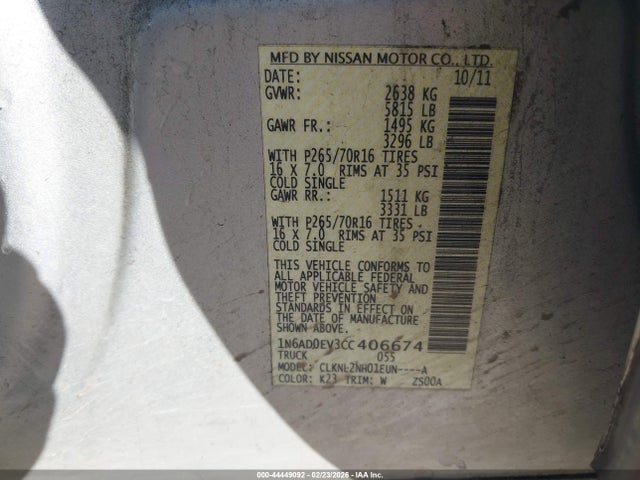 MFD BY NISSAN MOTOR CO., LTD.
DATE: 10/11
GVWR: 2638 KG
5815 LB
GAWR FR.: 1495 KG
3296 LB
WITH P265/70R16 TIRES
16 X 7.0 RIMS AT 35 PSI
COLD SINGLE
GAWR RR.: 1511 KG
3331 LB
WITH P265/70R16 TIRES
16 X 7.0 RIMS AT 35 PSI
COLD SINGLE
THIS VEHICLE CONFORMS TO
ALL APPLICABLE FEDERAL
MOTOR VEHICLE SAFETY AND
THEFT PREVENTION
STANDARDS IN EFFECT ON
THE DATE OF MANUFACTURE
SHOWN ABOVE.
1N6AD0EV3CC406674
TRUCK 055
MODEL: CLKNLZNHO1EUN----A
COLOR: K23 TRIM: W ZS00A
000-44449092 - 02/23/2026 - IAA Inc.